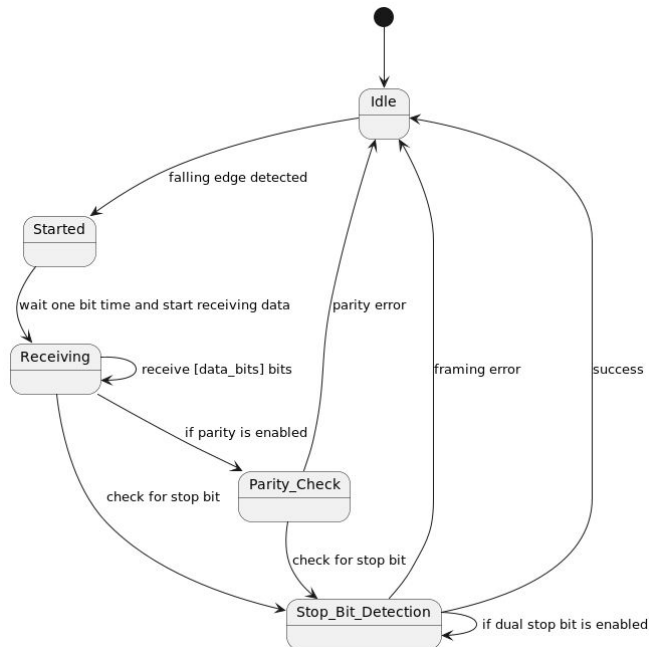 Idle
falling edge detected
Started
wait one bit time and start receiving data
parity error
Receiving
receive [data_bits] bits
framing error
success
if parity is enabled
Parity_Check
check for stop bit
check for stop bit
Stop_Bit_Detection
if dual stop bit is enabled